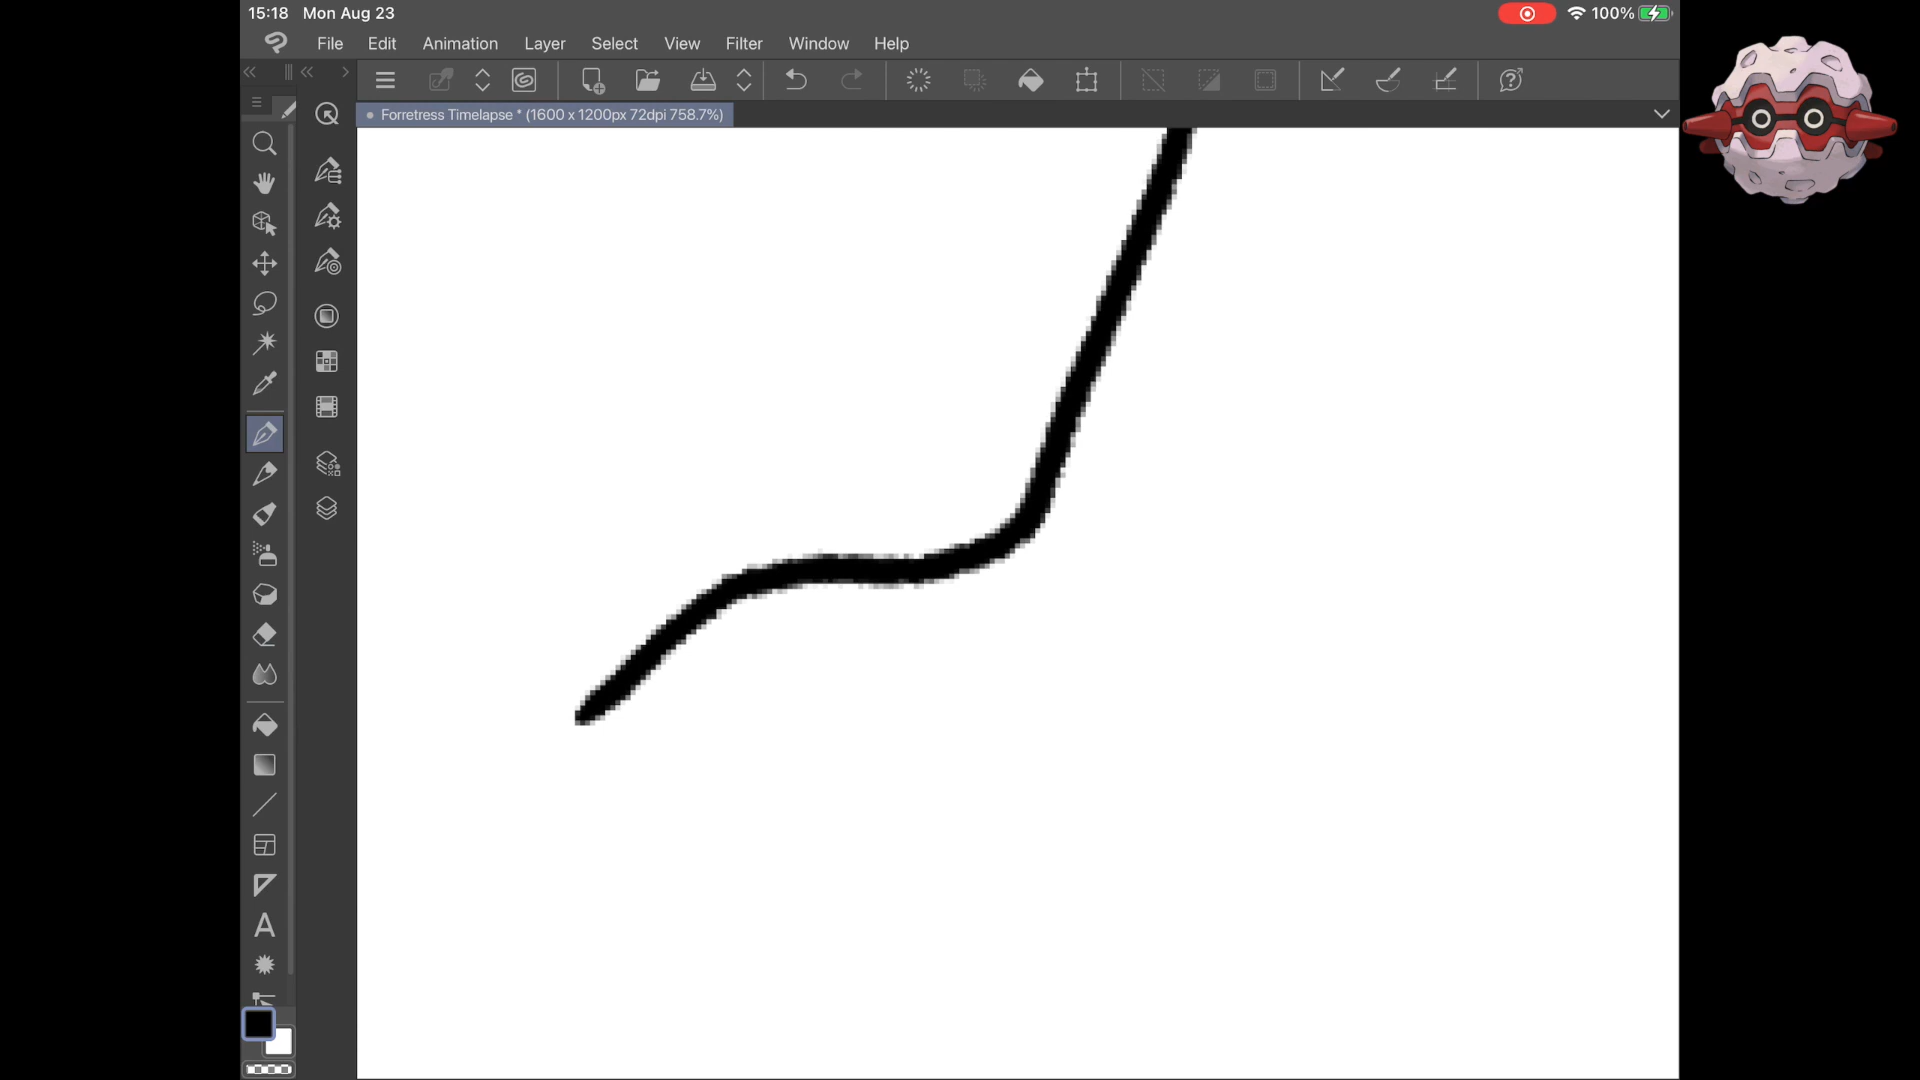 15:18 Mon Aug 23
100%
File Edit Animation Layer Select View Filter Window Help
Forretress Timelapse * (1600 x 1200px 72dpi 758.7%)